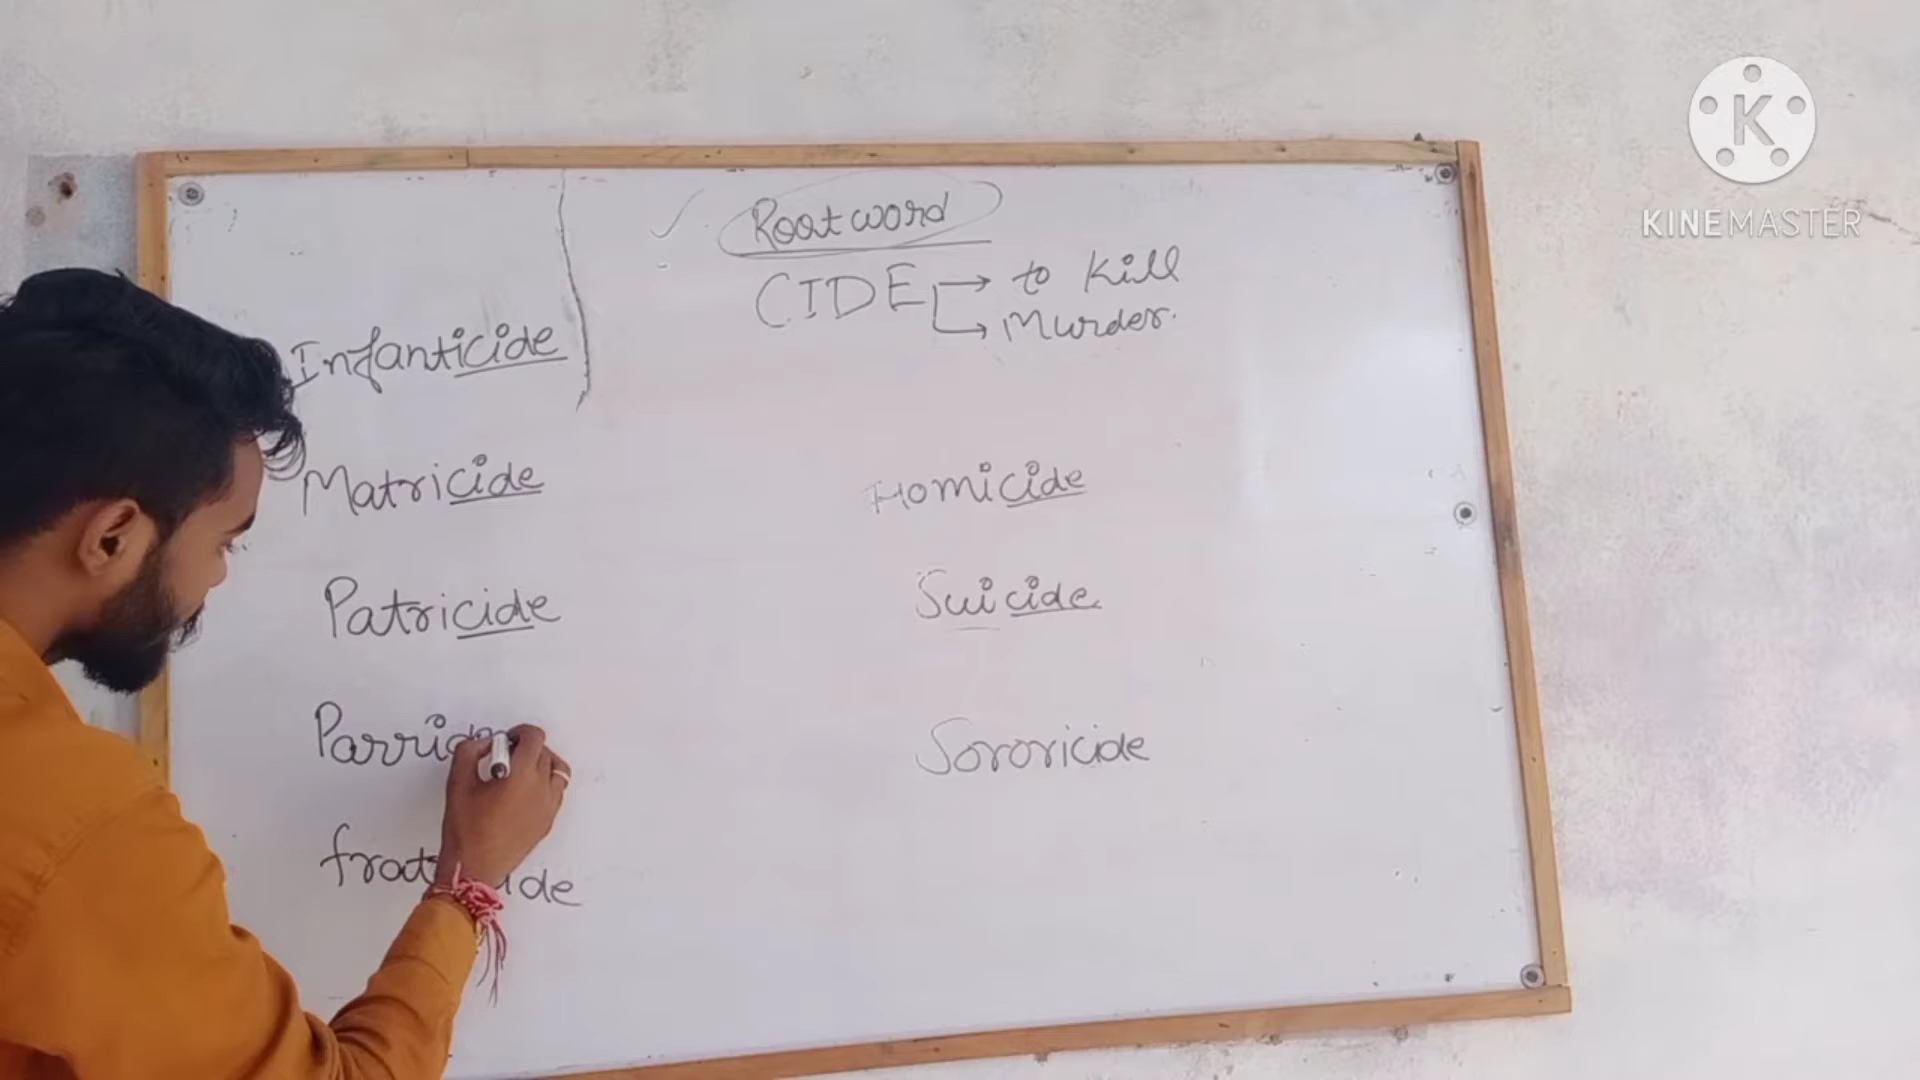 Root word
CIDE → to Kill
→ Murder.
Infanticide
Matricide
Homicide
Patricide
Suicide
Sororicide
KINEMASTER